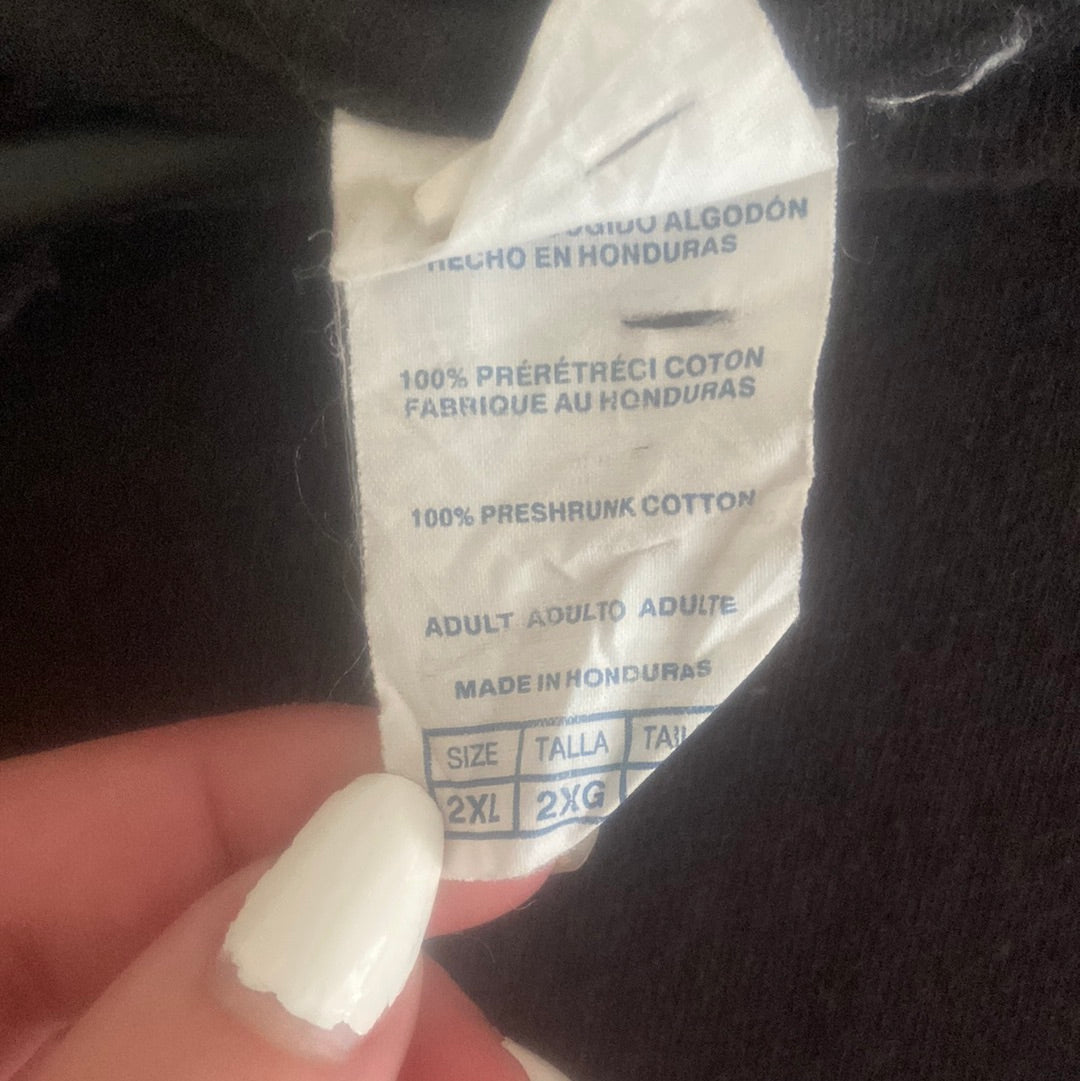 ALGODÓN
HECHO EN HONDURAS
100% PRÉRÉTRÉCI COTON
FABRIQUE AU HONDURAS
100% PRESHRUNK COTTON
ADULT ADULTO ADULTE
MADE IN HONDURAS
SIZE TALLA
2XL 2XG